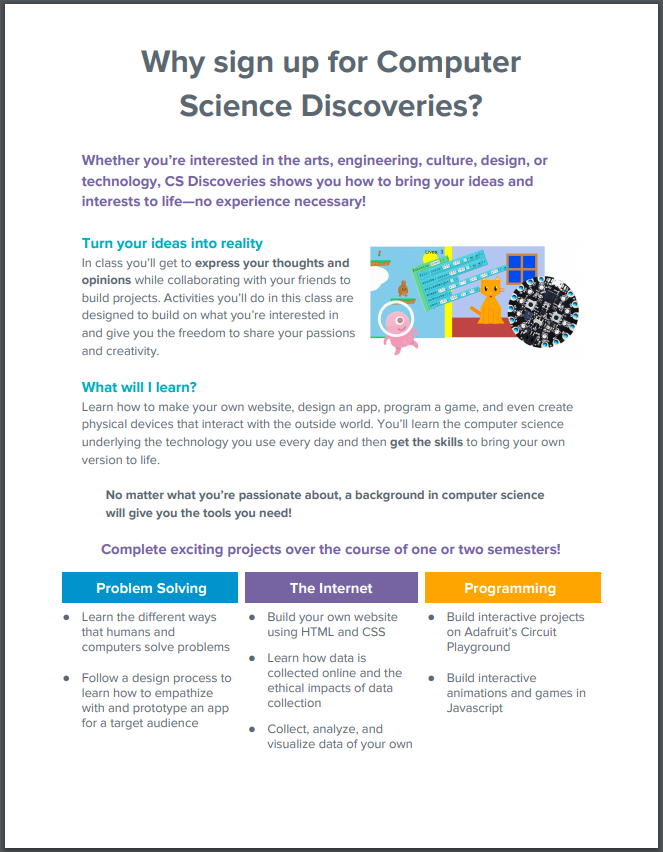 Why sign up for Computer
Science Discoveries?
Whether you’re interested in the arts, engineering, culture, design, or
technology, CS Discoveries shows you how to bring your ideas and
interests to life—no experience necessary!
Turn your ideas into reality
In class you’ll get to express your thoughts and
opinions while collaborating with your friends to
build projects. Activities you’ll do in this class are
designed to build on what you’re interested in
and give you the freedom to share your passions
and creativity.
Lives: 3
What will I learn?
Learn how to make your own website, design an app, program a game, and even create
physical devices that interact with the outside world. You’ll learn the computer science
underlying the technology you use every day and then get the skills to bring your own
version to life.
No matter what you’re passionate about, a background in computer science
will give you the tools you need!
Complete exciting projects over the course of one or two semesters!
Problem Solving
● Learn the different ways
that humans and
computers solve problems
● Follow a design process to
learn how to empathize
with and prototype an app
for a target audience
The Internet
● Build your own website
using HTML and CSS
● Learn how data is
collected online and the
ethical impacts of data
collection
● Collect, analyze, and
visualize data of your own
Programming
● Build interactive projects
on Adafruit’s Circuit
Playground
● Build interactive
animations and games in
Javascript